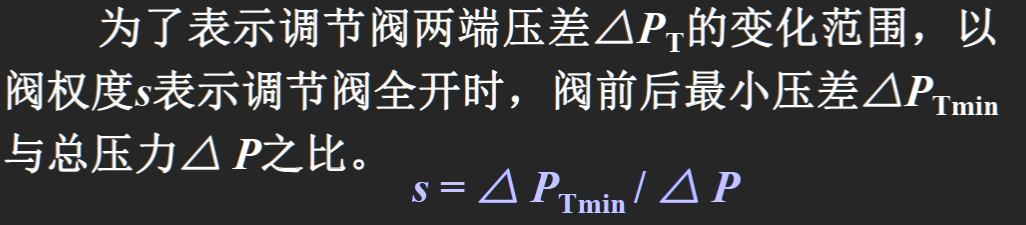 为了表示调节阀两端压差△PT的变化范围，以
阀权度s表示调节阀全开时，阀前后最小压差△PTmin
与总压力△ P之比。
s = △ PTmin / △ P